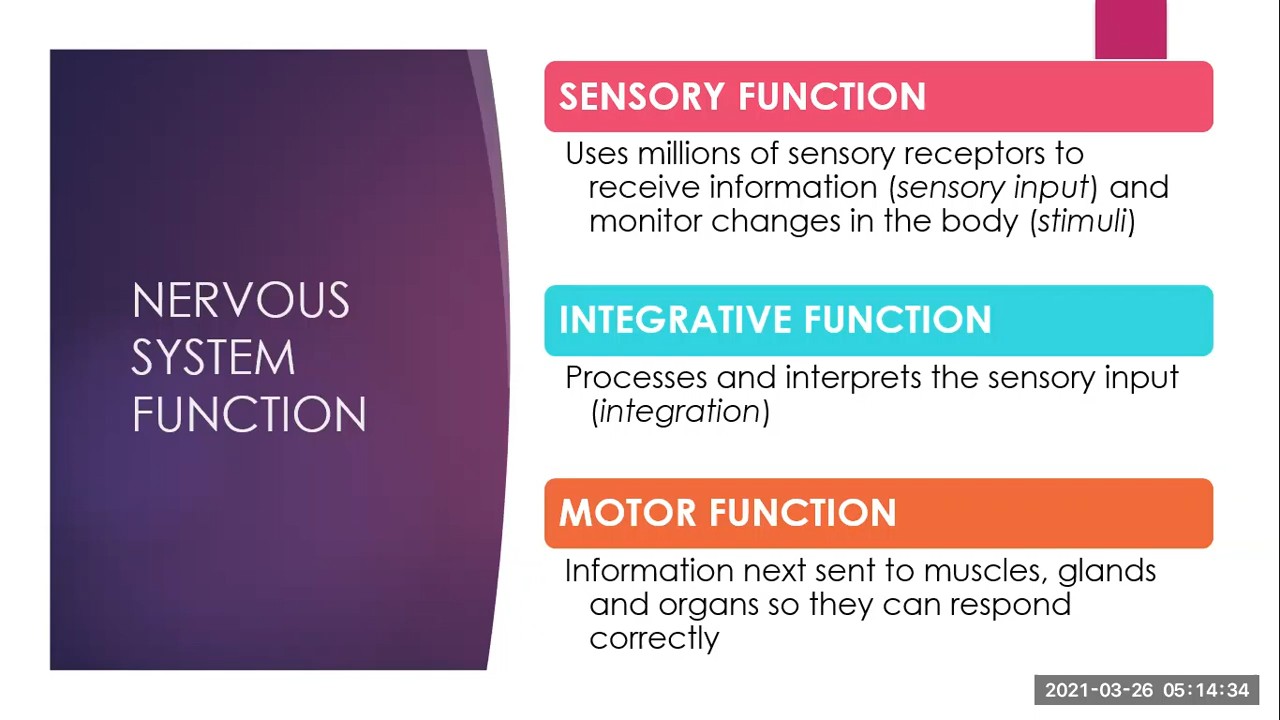 NERVOUS
SYSTEM
FUNCTION
SENSORY FUNCTION
Uses millions of sensory receptors to
receive information (sensory input) and
monitor changes in the body (stimuli)
INTEGRATIVE FUNCTION
Processes and interprets the sensory input
(integration)
MOTOR FUNCTION
Information next sent to muscles, glands
and organs so they can respond
correctly
2021-03-26 05:14:34